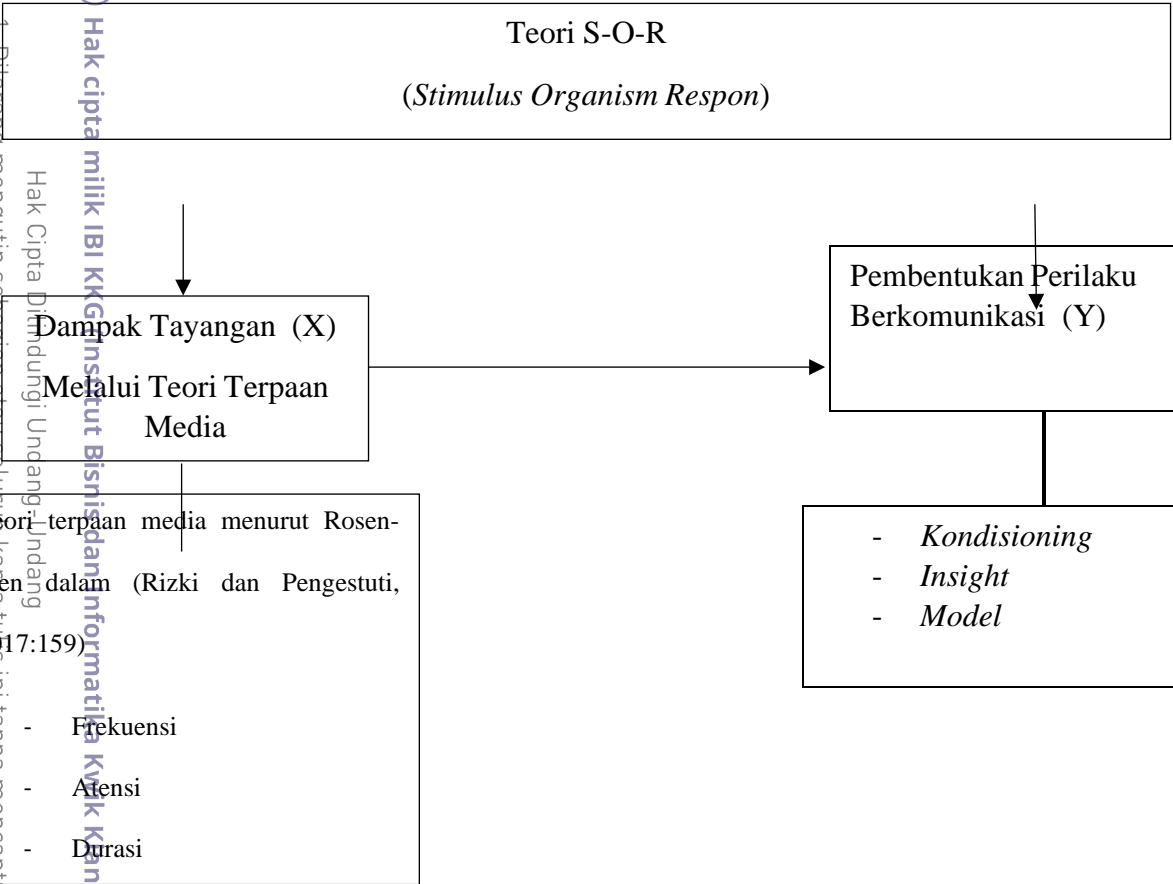 Teori S-O-R
(Stimulus Organism Respon)
Dampak Tayangan (X)
Melalui Teori Terpaan
Media
Pembentukan Perilaku
Berkomunikasi (Y)
terpaan media menurut Rosen-
dalam (Rizki dan Pengestuti,
17:159)
- Frekuensi
- Atensi
- Durasi
- Kondisioning
- Insight
- Model
Hak cipta milik IBI KKG (Institut Bisnis dan Informatika Kwik Kian
Hak Cipta Dilindungi Undang-Undang